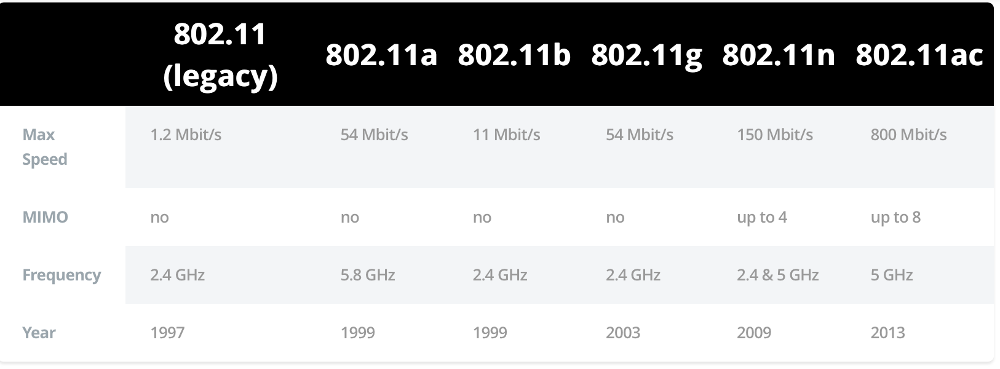 802.11
(legacy)
802.11a 802.11b 802.11g 802.11n 802.11ac
Max
Speed
1.2 Mbit/s 54 Mbit/s 11 Mbit/s 54 Mbit/s 150 Mbit/s 800 Mbit/s
MIMO no no no no up to 4 up to 8
Frequency 2.4 GHz 5.8 GHz 2.4 GHz 2.4 GHz 2.4 & 5 GHz 5 GHz
Year 1997 1999 1999 2003 2009 2013